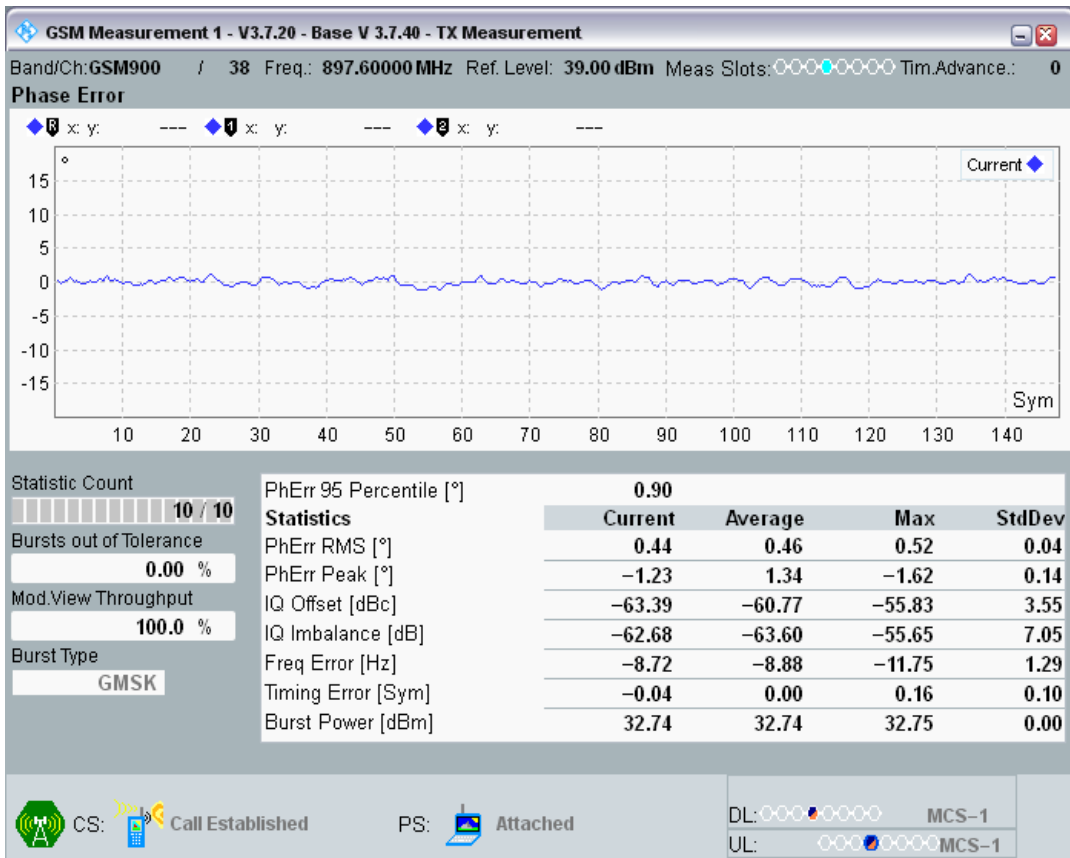 GSM Measurement 1 - V3.7.20 - Base V 3.7.40 - TX Measurement
Band/Ch:GSM900 / 38 Freq.: 897.60000 MHz Ref. Level: 39.00 dBm Meas Slots: Tim.Advance.: 0
Phase Error
R x: y: --- 1 x: y: --- 2 x: y: ---
° Current
15
10
5
0
-5
-10
-15
Sym
10 20 30 40 50 60 70 80 90 100 110 120 130 140
Statistic Count
10 / 10
Bursts out of Tolerance
0.00 %
Mod.View Throughput
100.0 %
Burst Type
GMSK
PhErr 95 Percentile [°] 0.90
Statistics Current Average Max StdDev
PhErr RMS [°] 0.44 0.46 0.52 0.04
PhErr Peak [°] −1.23 1.34 −1.62 0.14
IQ Offset [dBc] −63.39 −60.77 −55.83 3.55
IQ Imbalance [dB] −62.68 −63.60 −55.65 7.05
Freq Error [Hz] −8.72 −8.88 −11.75 1.29
Timing Error [Sym] −0.04 0.00 0.16 0.10
Burst Power [dBm] 32.74 32.74 32.75 0.00
CS: Call Established PS: Attached
DL: MCS−1
UL: MCS−1